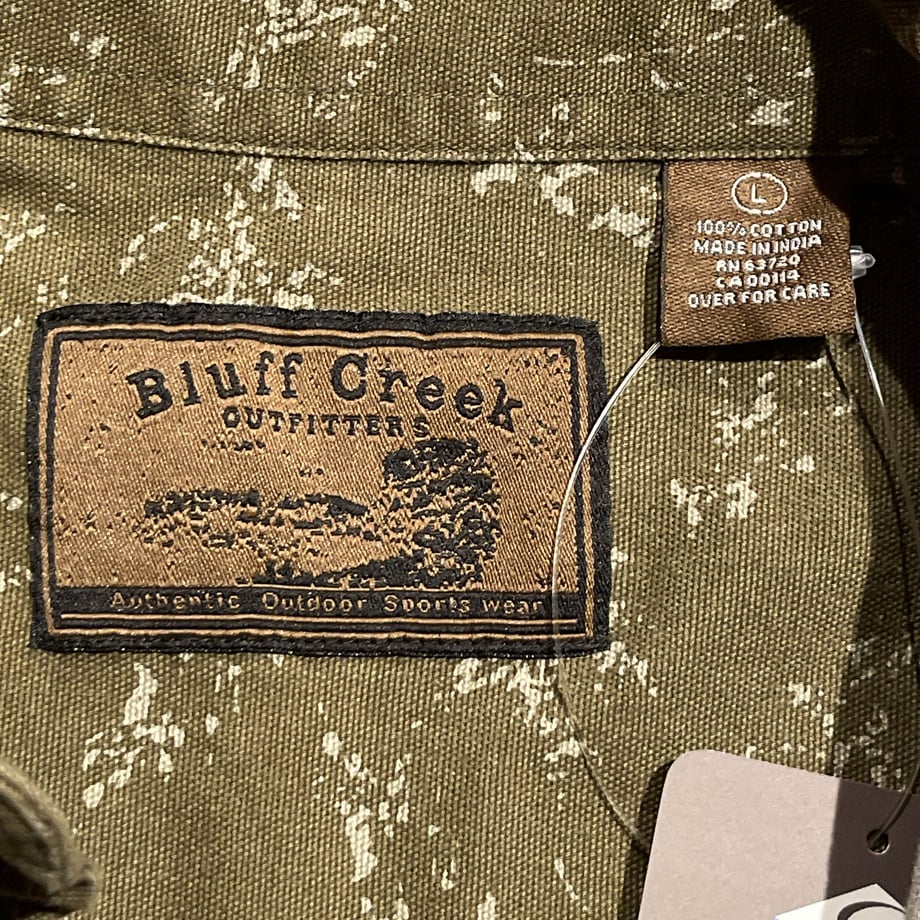 Bluff Creek
OUTFITTERS
Authentic Outdoor Sports wear
L
100% COTTON
MADE IN INDIA
RN 63720
CA 00114
OVER FOR CARE